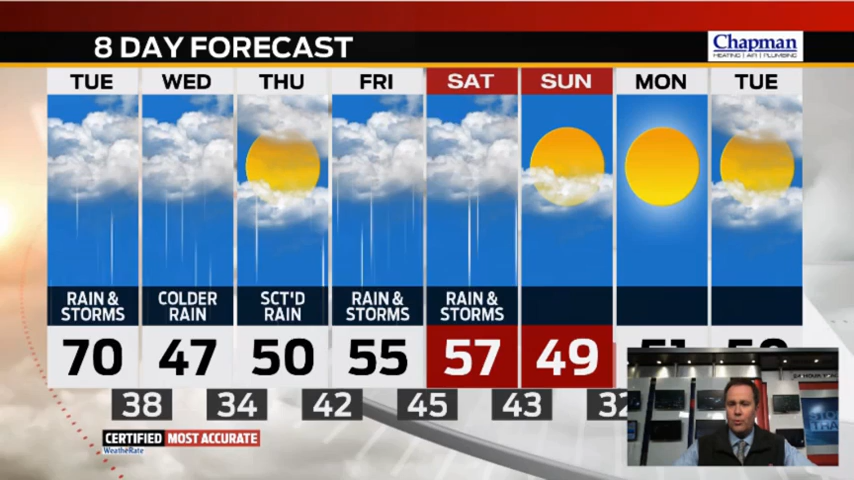 8 DAY FORECAST
Chapman
HEATING | AIR | PLUMBING
TUE WED THU FRI SAT SUN MON TUE
RAIN & STORMS
COLDER RAIN
SCT'D RAIN
RAIN & STORMS
RAIN & STORMS
70 47 50 55 57 49
38 34 42 45 43 32
CERTIFIED MOST ACCURATE
WeatheRate